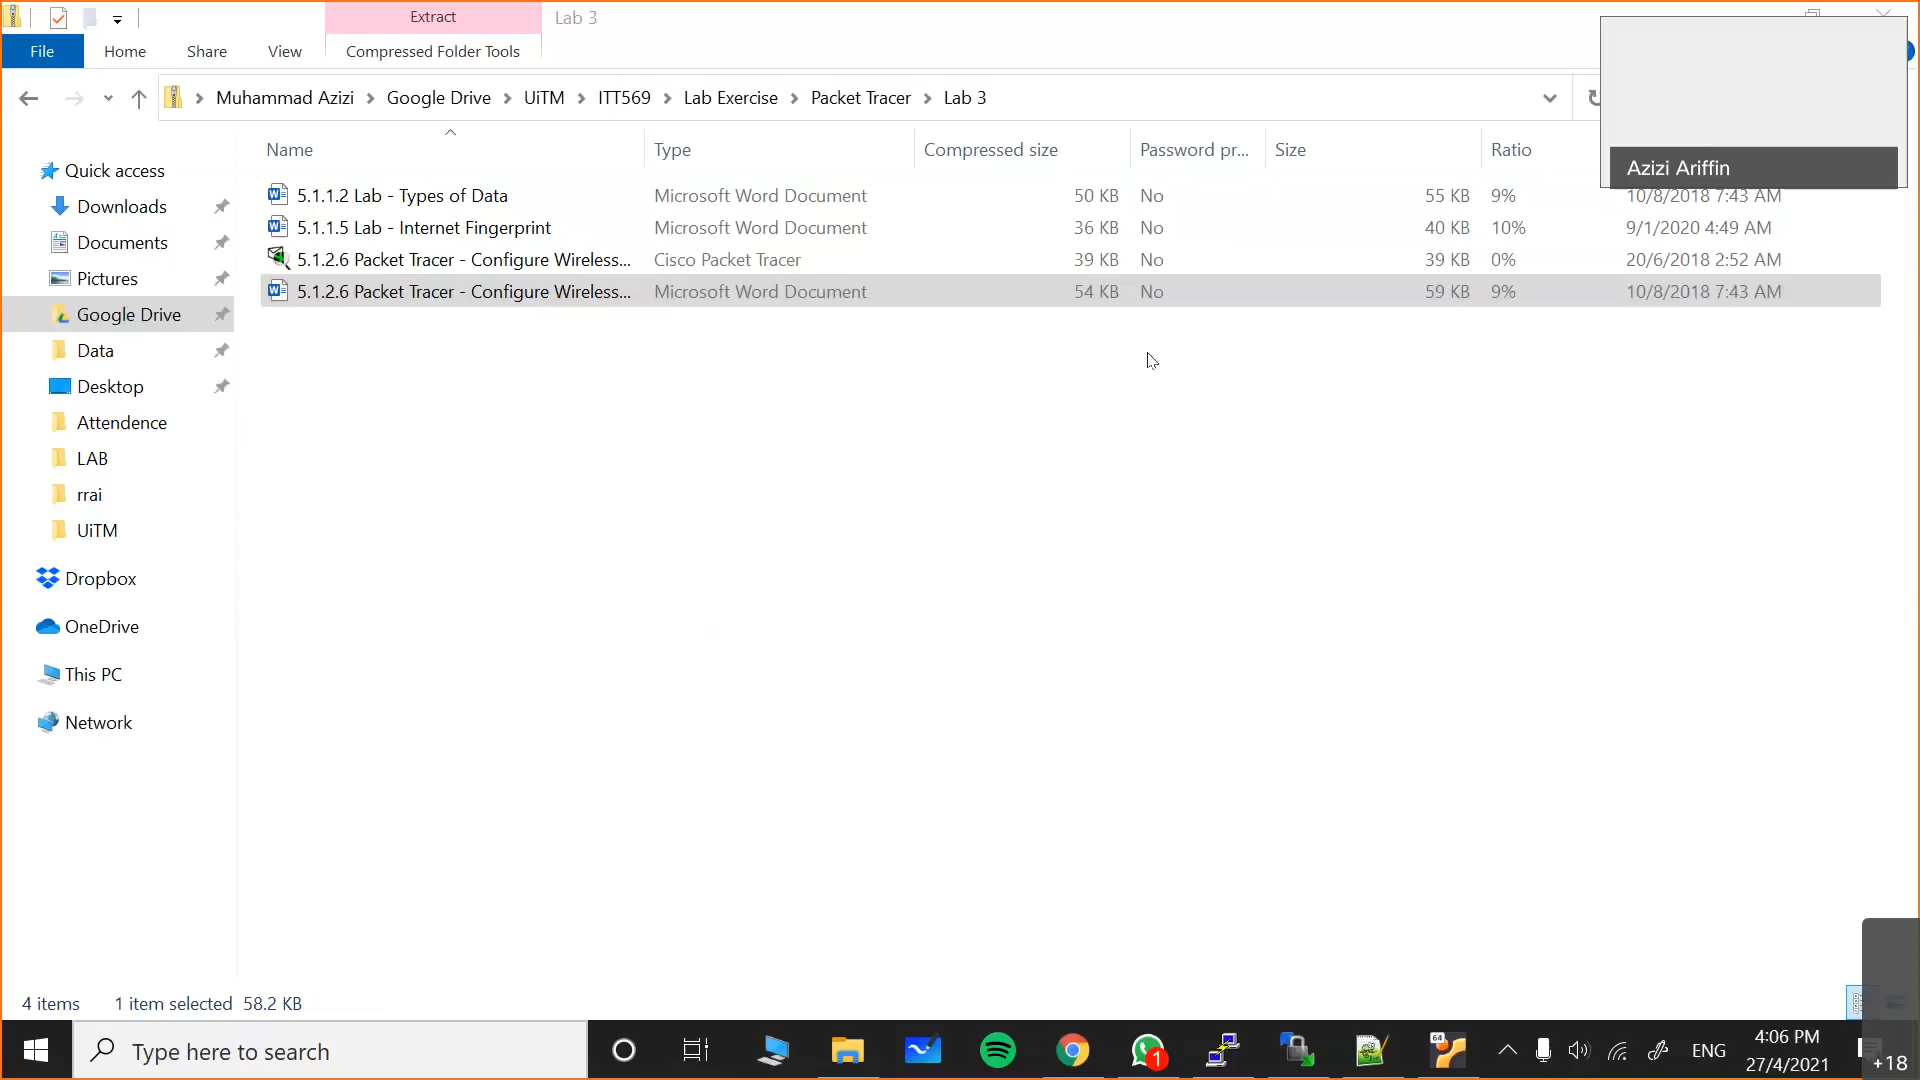 Extract
Lab 3
File
Home
Share
View
Compressed Folder Tools
Muhammad Azizi
Google Drive
UiTM
ITT569
Lab Exercise
Packet Tracer
Lab 3
Azizi Ariffin
Name
Type
Compressed size
Password pr...
Size
Ratio
5.1.1.2 Lab - Types of Data Microsoft Word Document 50 KB No 55 KB 9% 10/8/2018 7:43 AM
5.1.1.5 Lab - Internet Fingerprint Microsoft Word Document 36 KB No 40 KB 10% 9/1/2020 4:49 AM
5.1.2.6 Packet Tracer - Configure Wireless... Cisco Packet Tracer 39 KB No 39 KB 0% 20/6/2018 2:52 AM
5.1.2.6 Packet Tracer - Configure Wireless... Microsoft Word Document 54 KB No 59 KB 9% 10/8/2018 7:43 AM
Quick access
Downloads
Documents
Pictures
Google Drive
Data
Desktop
Attendence
LAB
rrai
UiTM
Dropbox
OneDrive
This PC
Network
4 items 1 item selected 58.2 KB
Type here to search
1
64
ENG
4:06 PM
27/4/2021
+18